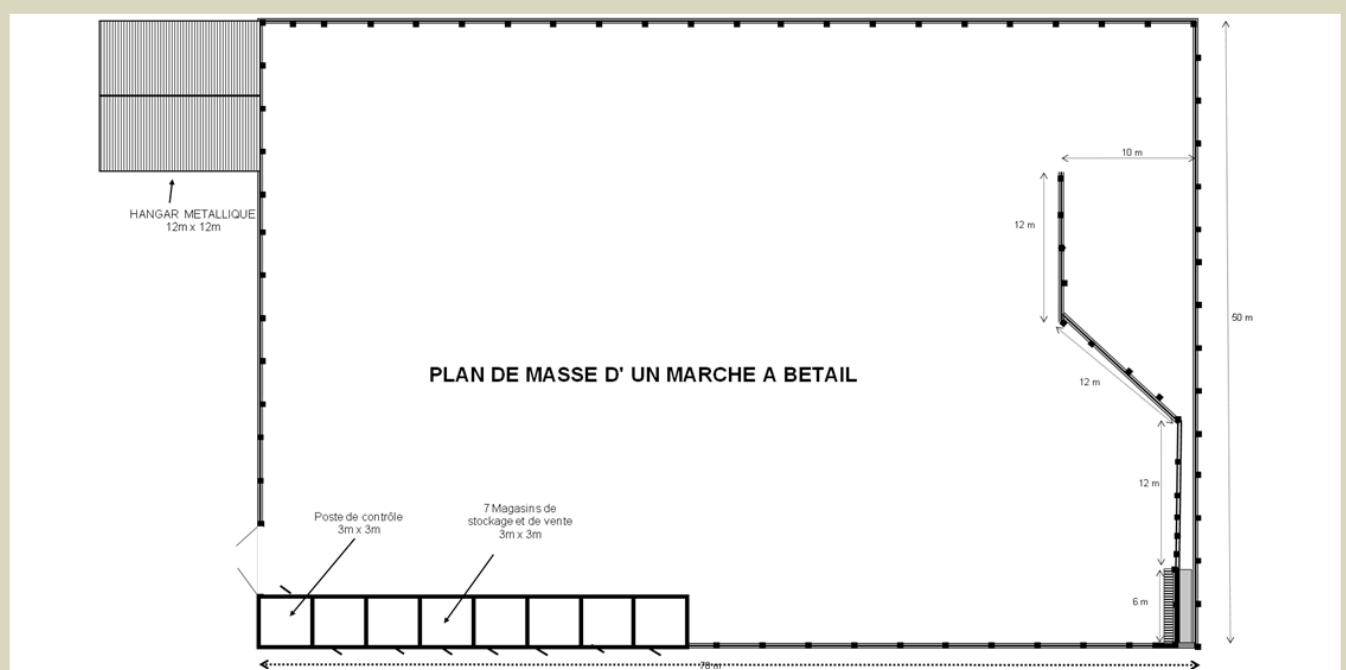 10 m
HANGAR METALLIQUE
12m x 12m
12 m
50 m
PLAN DE MASSE D' UN MARCHE A BETAIL
12 m
12 m
Poste de contrôle
3m x 3m
7 Magasins de
stockage et de vente
3m x 3m
6 m
78 m